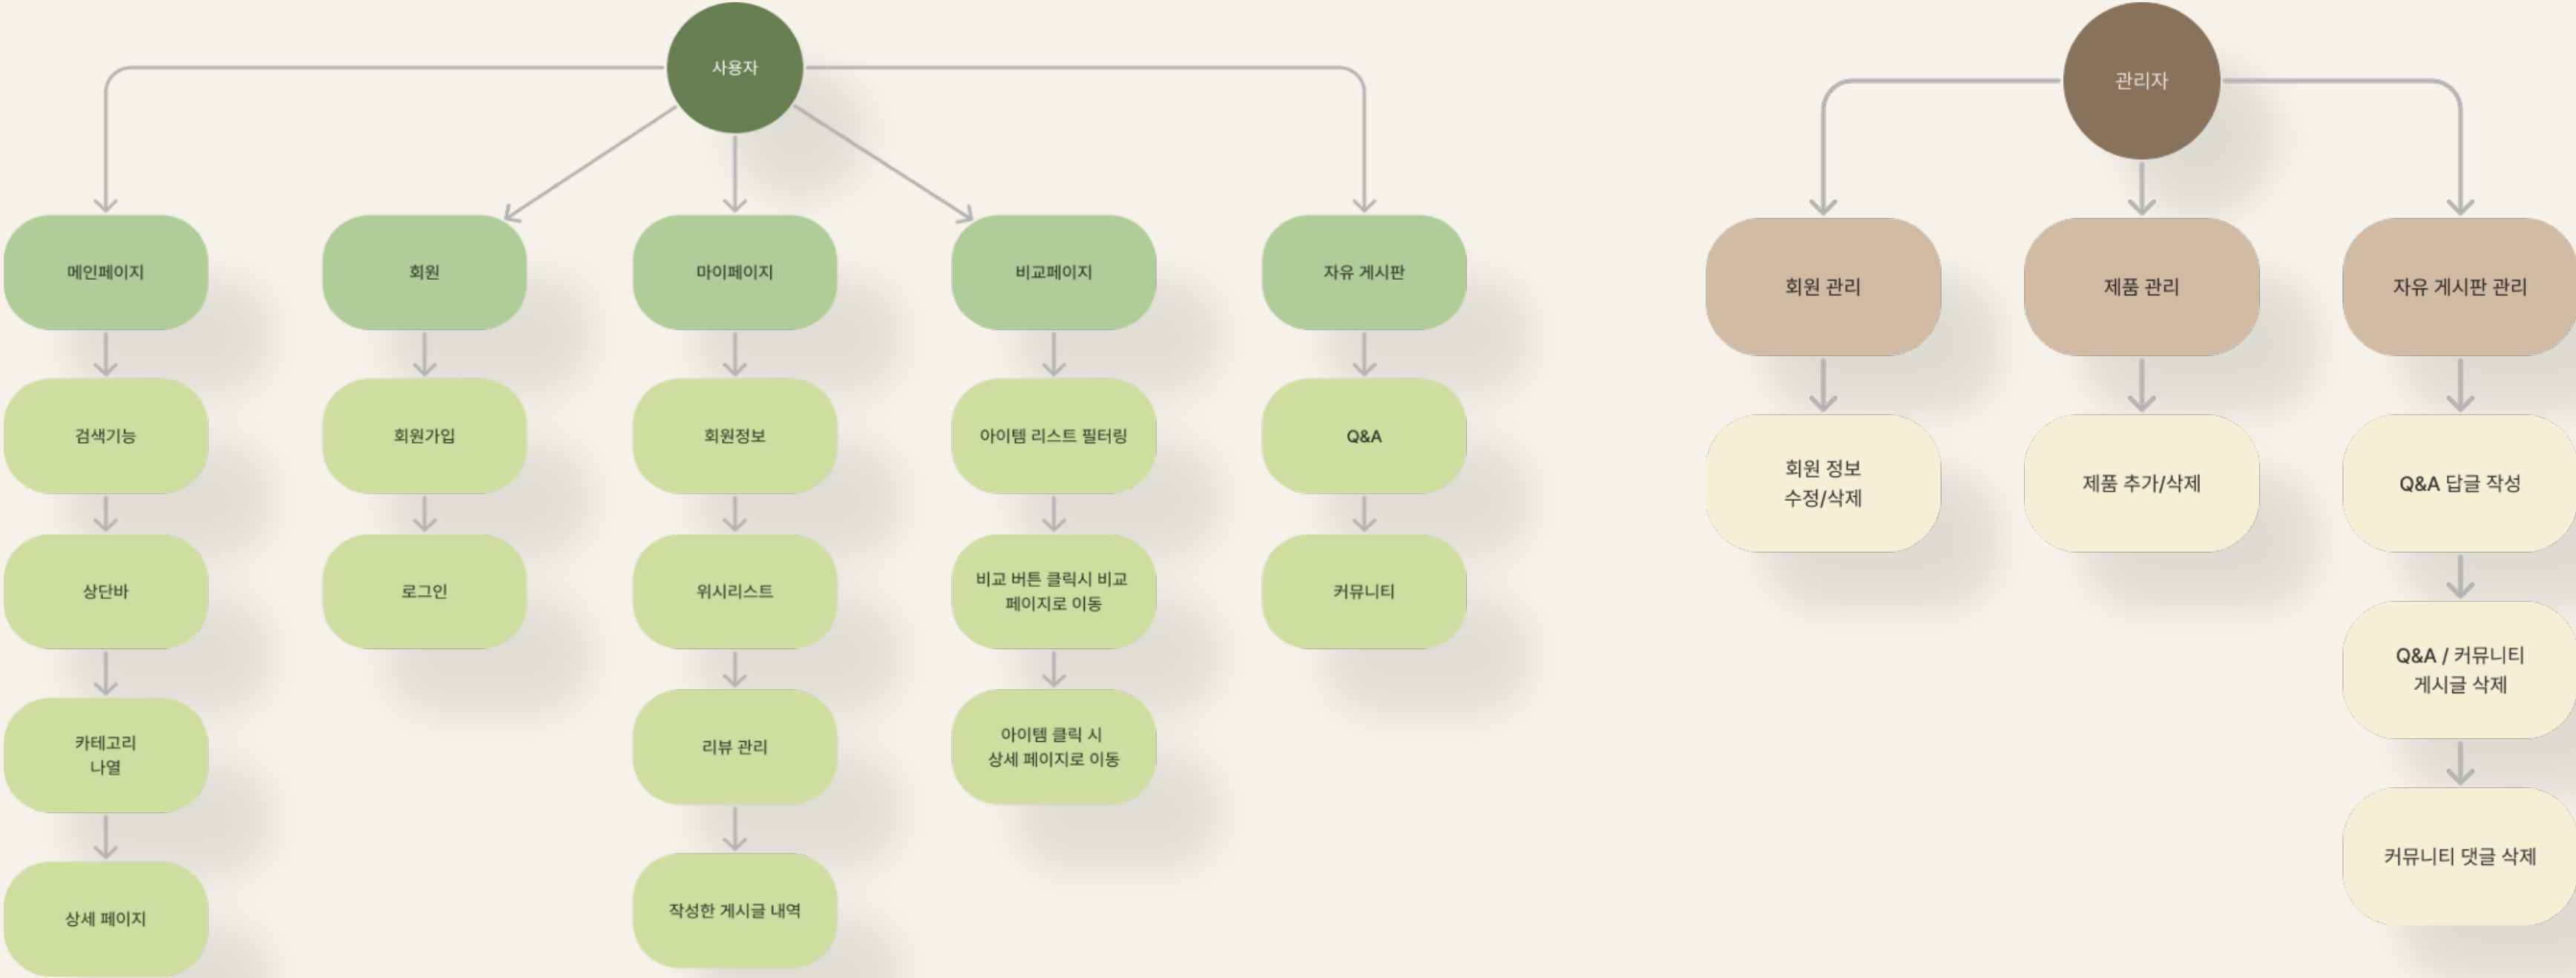 사용자
메인페이지
검색기능
상단바
카테고리
나열
상세 페이지
회원
회원가입
로그인
마이페이지
회원정보
위시리스트
리뷰 관리
작성한 게시글 내역
비교페이지
아이템 리스트 필터링
비교 버튼 클릭시 비교
페이지로 이동
아이템 클릭 시
상세 페이지로 이동
자유 게시판
Q&A
커뮤니티
관리자
회원 관리
회원 정보
수정/삭제
제품 관리
제품 추가/삭제
자유 게시판 관리
Q&A 답글 작성
Q&A / 커뮤니티
게시글 삭제
커뮤니티 댓글 삭제